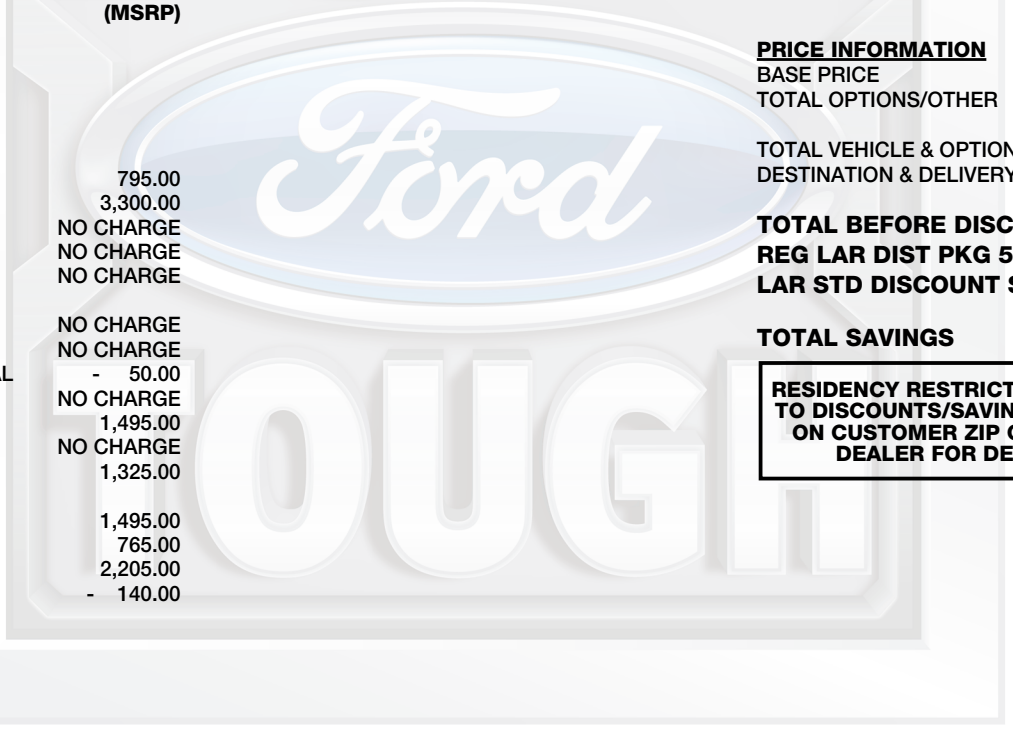 (MSRP)
795.00
3,300.00
NO CHARGE
NO CHARGE
NO CHARGE
NO CHARGE
NO CHARGE
AL - 50.00
NO CHARGE
1,495.00
NO CHARGE
1,325.00
1,495.00
765.00
2,205.00
- 140.00
PRICE INFORMATION
BASE PRICE
TOTAL OPTIONS/OTHER
TOTAL VEHICLE & OPTION
DESTINATION & DELIVERY
TOTAL BEFORE DISC
REG LAR DIST PKG 5
LAR STD DISCOUNT S
TOTAL SAVINGS
RESIDENCY RESTRICT
TO DISCOUNTS/SAVIN
ON CUSTOMER ZIP C
DEALER FOR DE
Ford
TOUGH